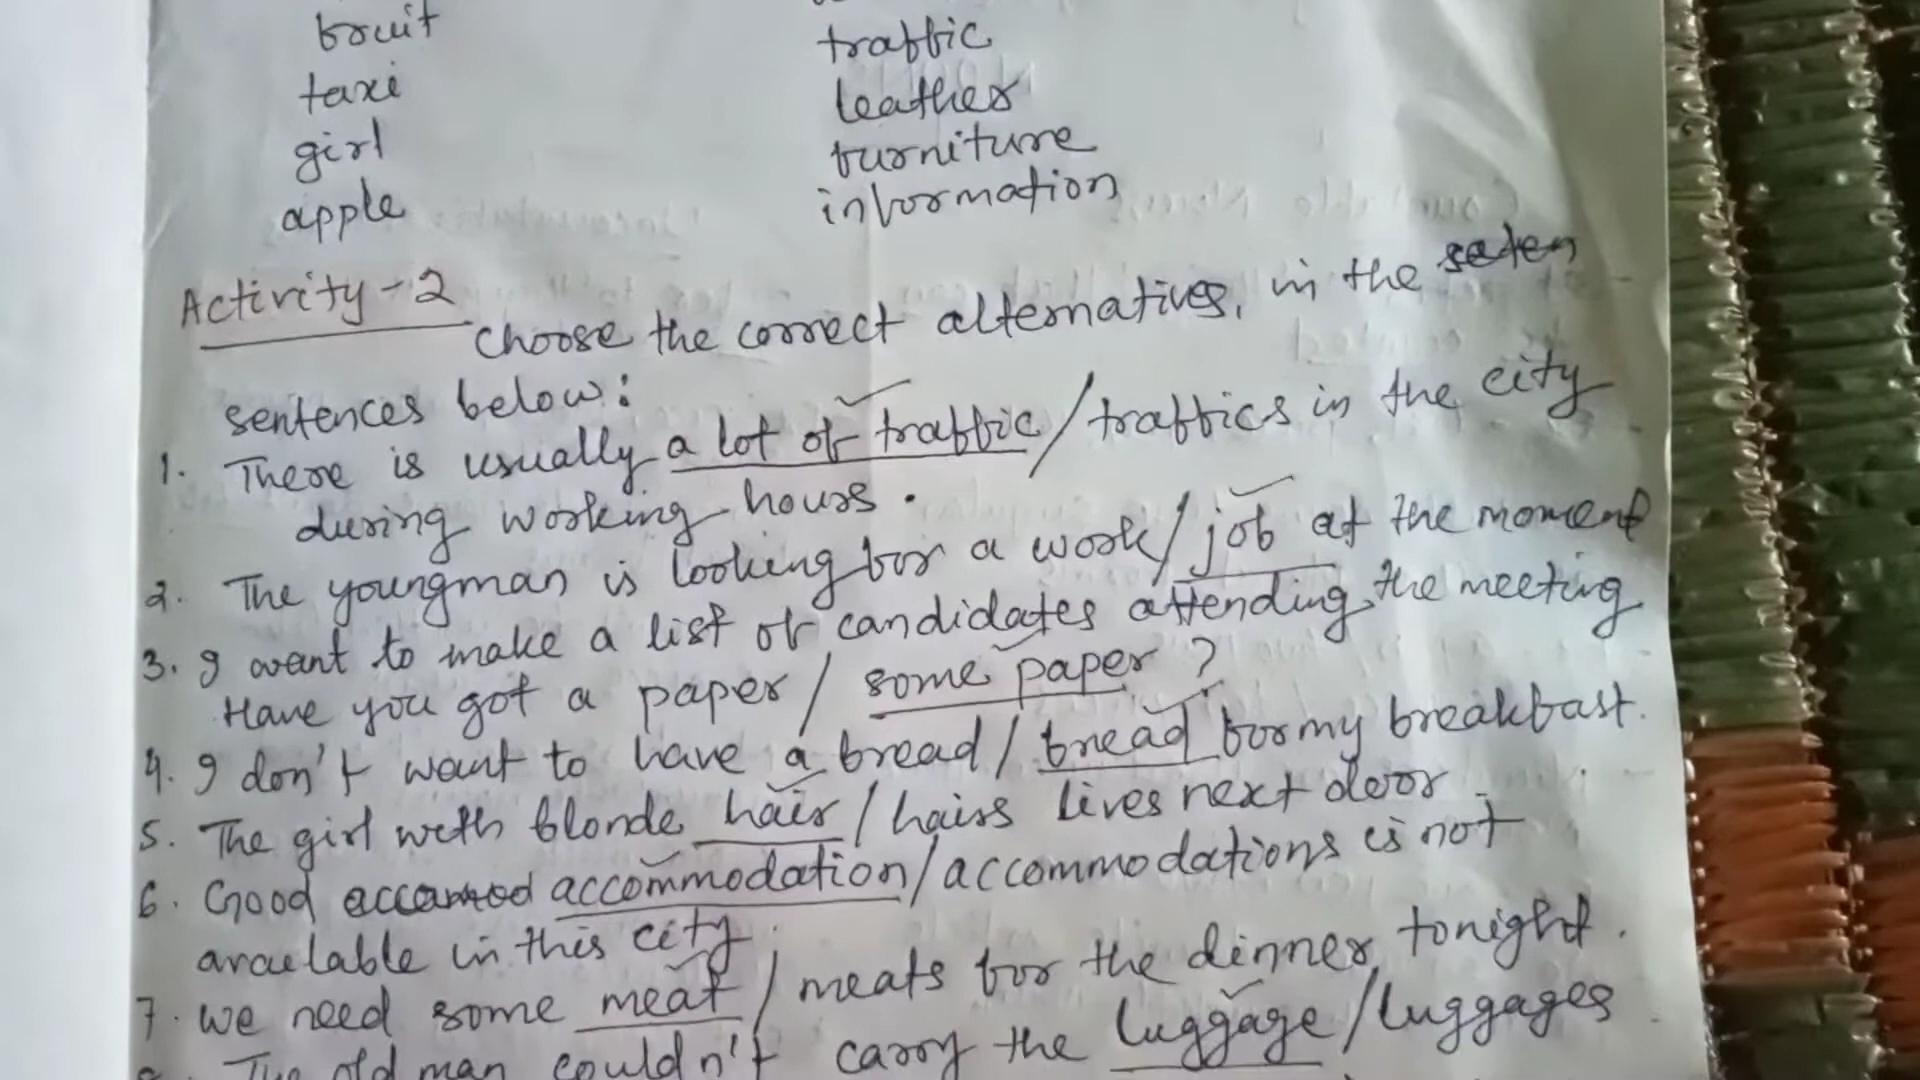 fruit traffic
taxi leather
girl furniture
apple information
Activity-2
Choose the correct alternatives, in the
sentences below:
1. There is usually a lot of traffic/traffics in the city
during working hours.
2. The youngman is looking for a work/job at the moment
3. I want to make a list of candidates attending the meeting
Have you got a paper/some paper?
4. I don't want to have a bread/bread for my breakfast.
5. The girl with blonde hair/hairs lives next door.
6. Good accommodation/accommodations is not
available in this city.
7. We need some meat/meats for the dinner tonight.
8. The old man couldn't carry the luggage/luggages